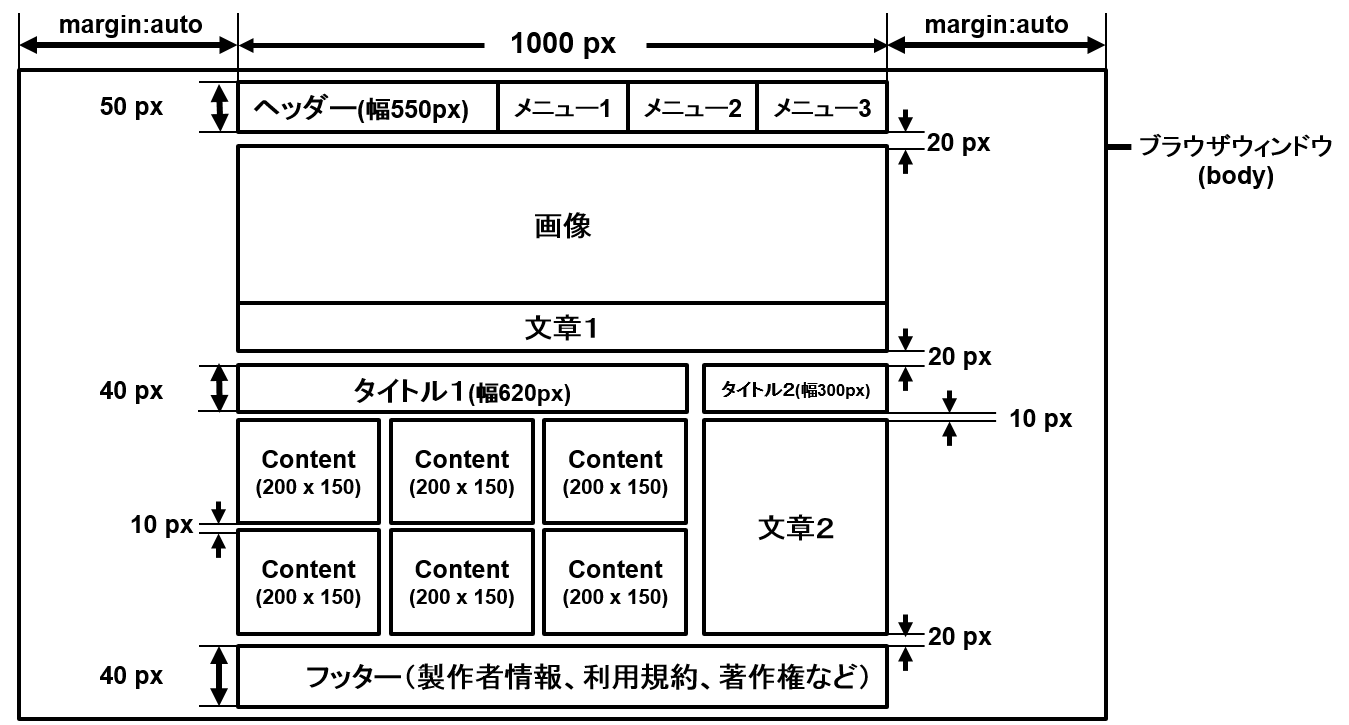 margin:auto
1000 px
margin:auto
50 px
ヘッダー(幅550px)
メニュー1
メニュー2
メニュー3
20 px
ブラウザウィンドウ
(body)
画像
文章１
20 px
40 px
タイトル１(幅620px)
タイトル２(幅300px)
10 px
Content
(200 x 150)
Content
(200 x 150)
Content
(200 x 150)
10 px
文章２
Content
(200 x 150)
Content
(200 x 150)
Content
(200 x 150)
20 px
40 px
フッター（製作者情報、利用規約、著作権など）